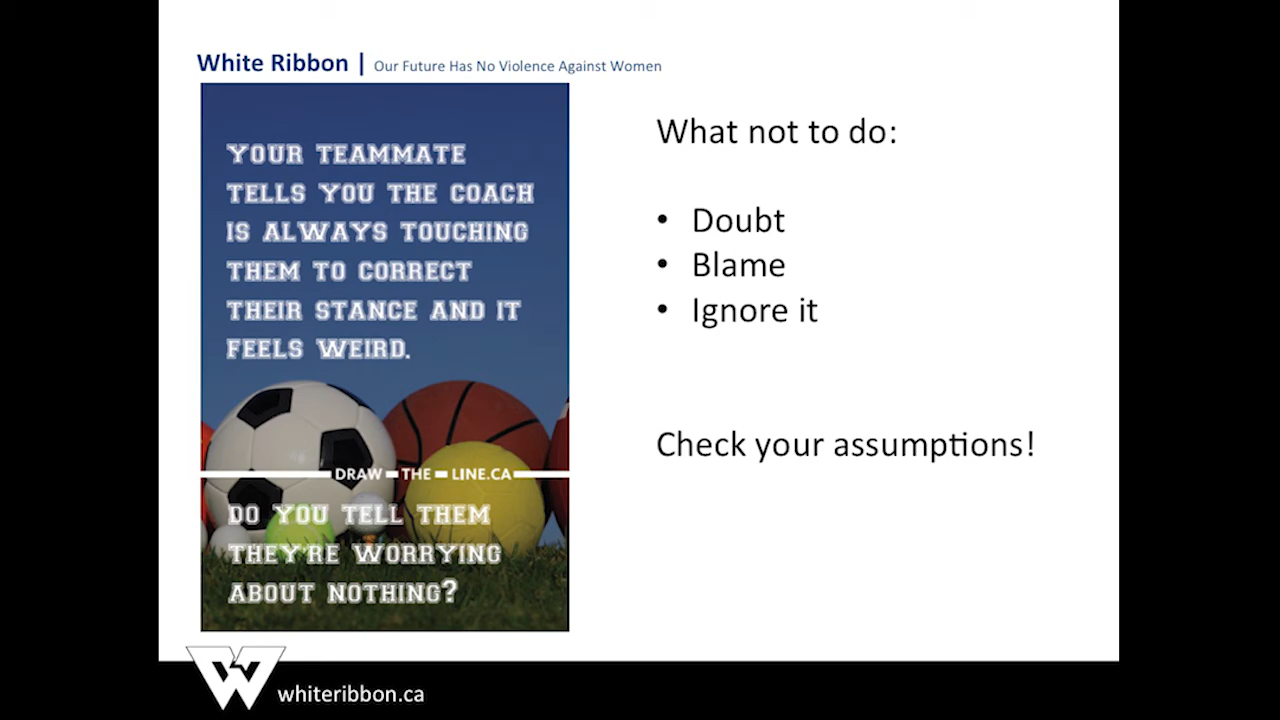 White Ribbon | Our Future Has No Violence Against Women
YOUR TEAMMATE
TELLS YOU THE COACH
IS ALWAYS TOUCHING
THEM TO CORRECT
THEIR STANCE AND IT
FEELS WEIRD.
DRAW-THE-LINE.CA
DO YOU TELL THEM
THEY'RE WORRYING
ABOUT NOTHING?
What not to do:
• Doubt
• Blame
• Ignore it
Check your assumptions!
W whiteribbon.ca